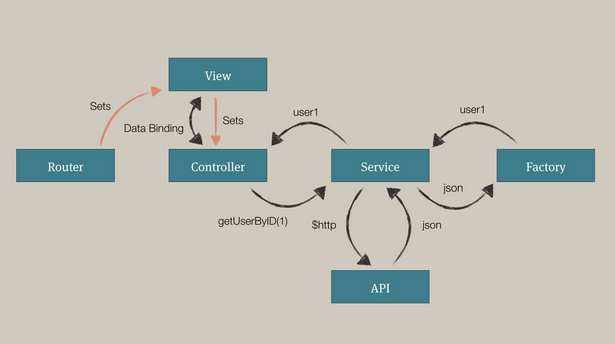 View
Sets
Data Binding
Sets
user1
user1
Router
Controller
Service
Factory
getUserByID(1)
$http
json
json
API